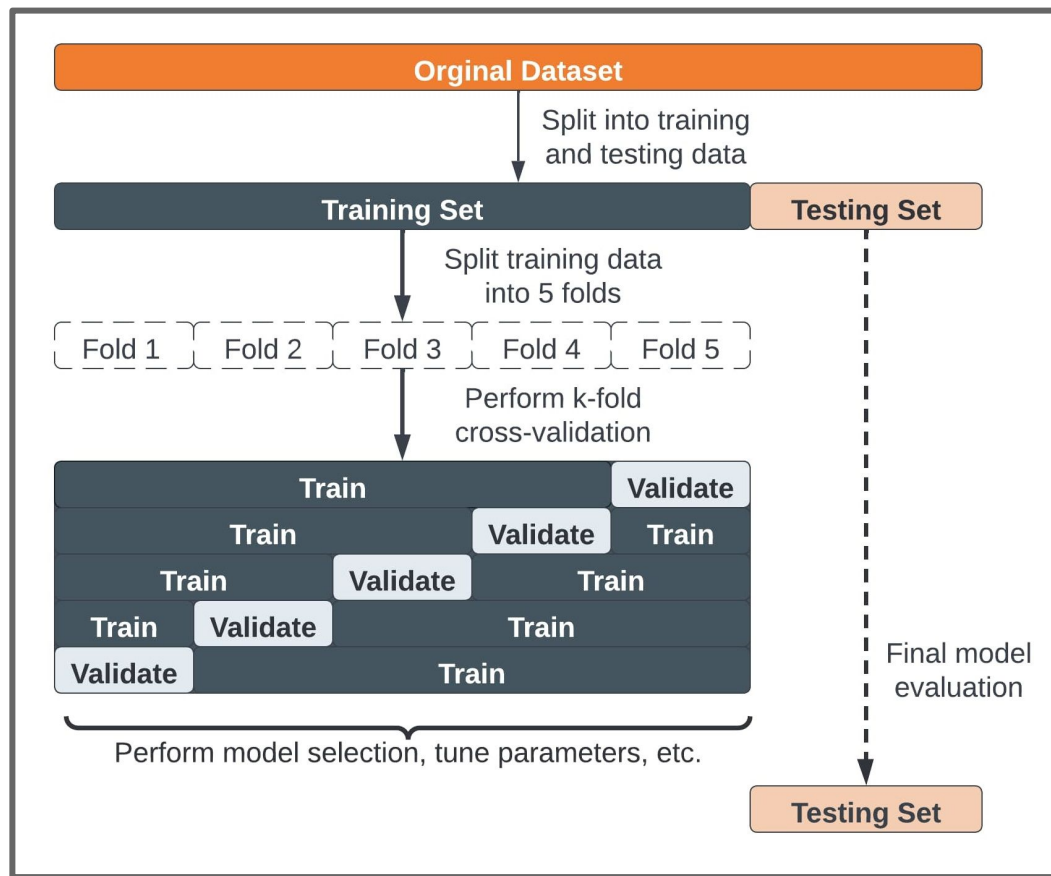 Orginal Dataset
Split into training
and testing data
Training Set
Testing Set
Split training data
into 5 folds
Fold 1
Fold 2
Fold 3
Fold 4
Fold 5
Perform k-fold
cross-validation
Train
Validate
Train
Validate
Train
Train
Validate
Train
Train
Validate
Train
Validate
Train
Final model
evaluation
Perform model selection, tune parameters, etc.
Testing Set